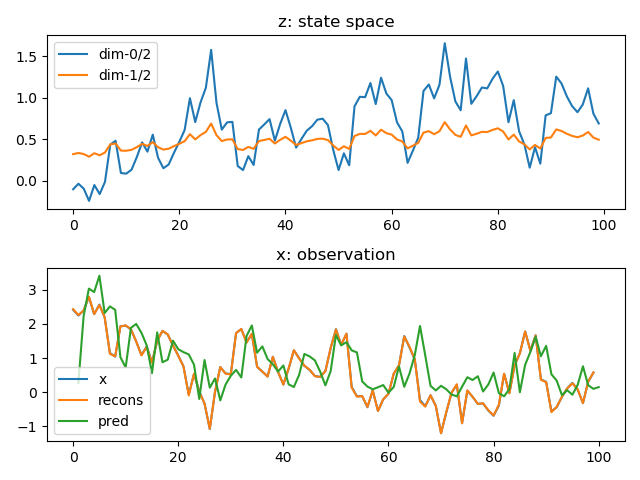 z: state space
1.5
1.0
0.5
0.0
dim-0/2
dim-1/2
0 20 40 60 80 100
x: observation
3
2
1
0
−1
x
recons
pred
0 20 40 60 80 100